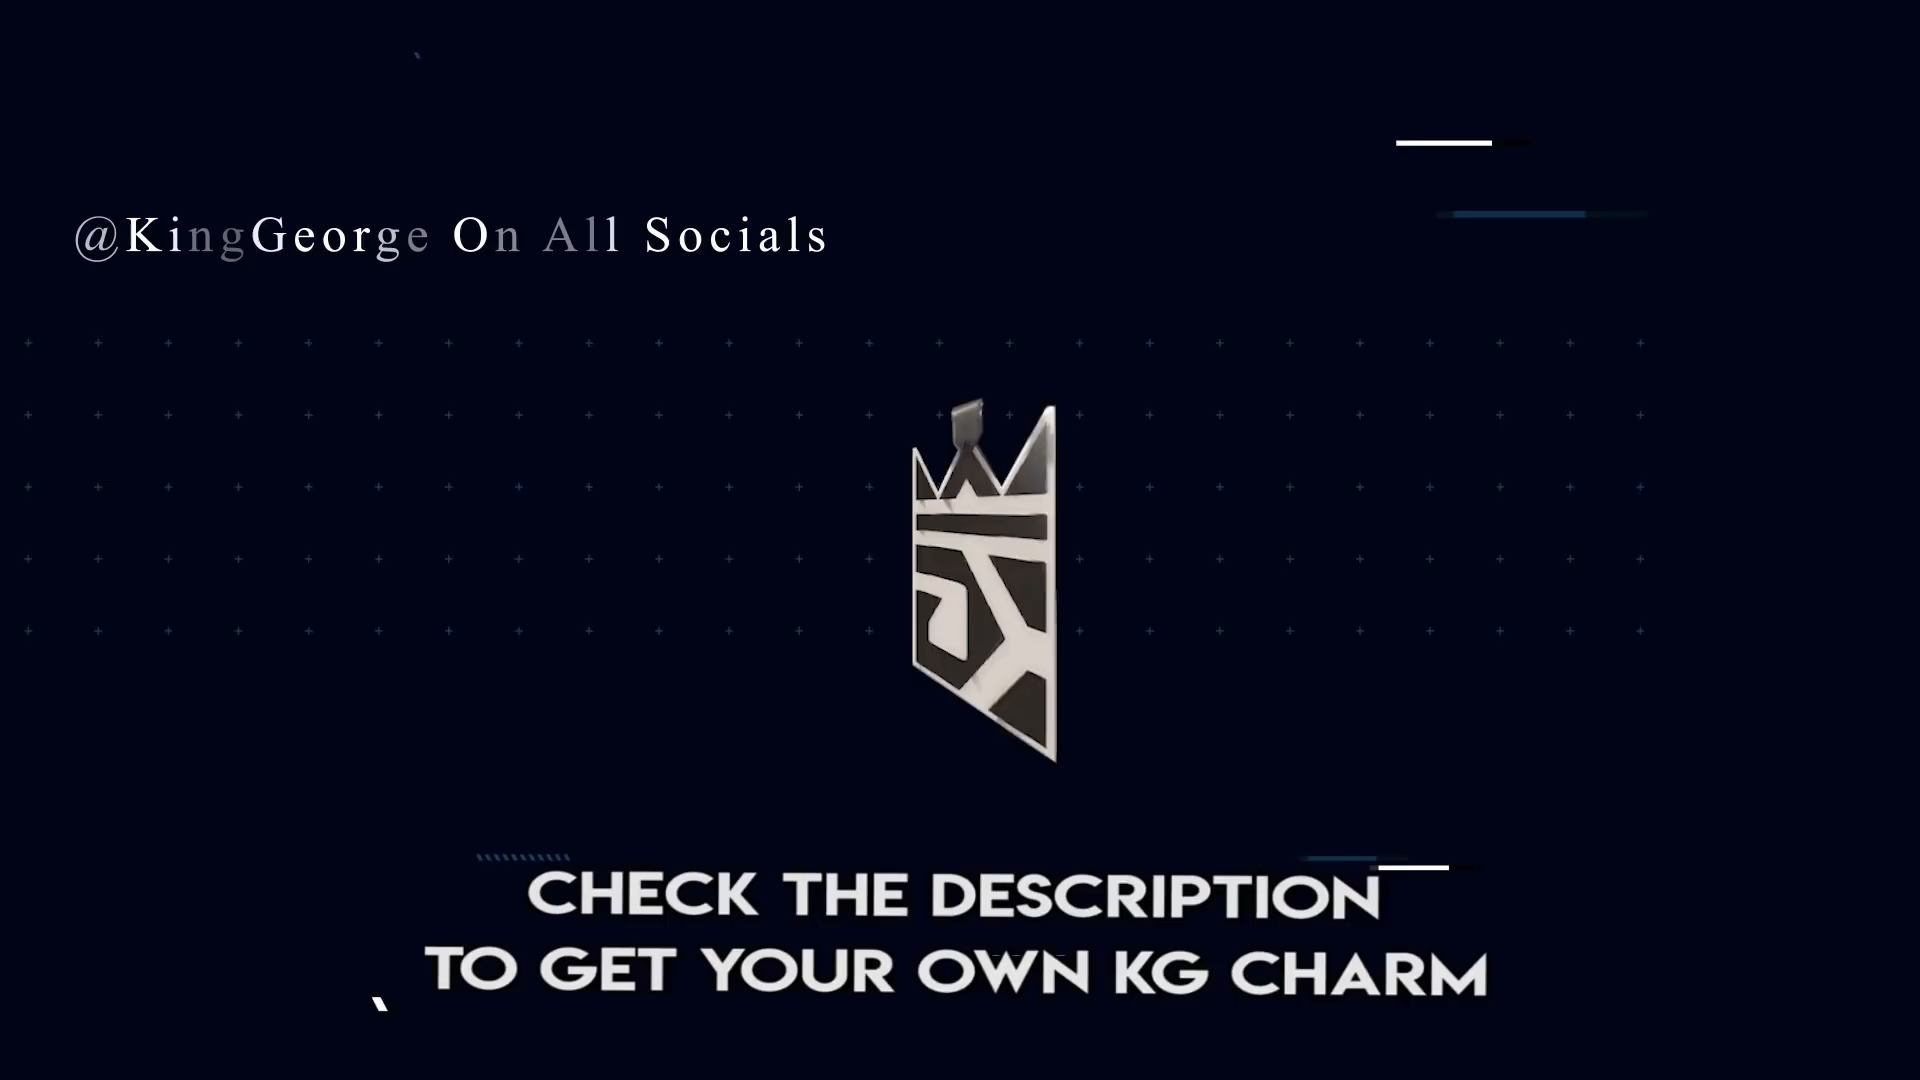 @KingGeorge On All Socials
CHECK THE DESCRIPTION
TO GET YOUR OWN KG CHARM